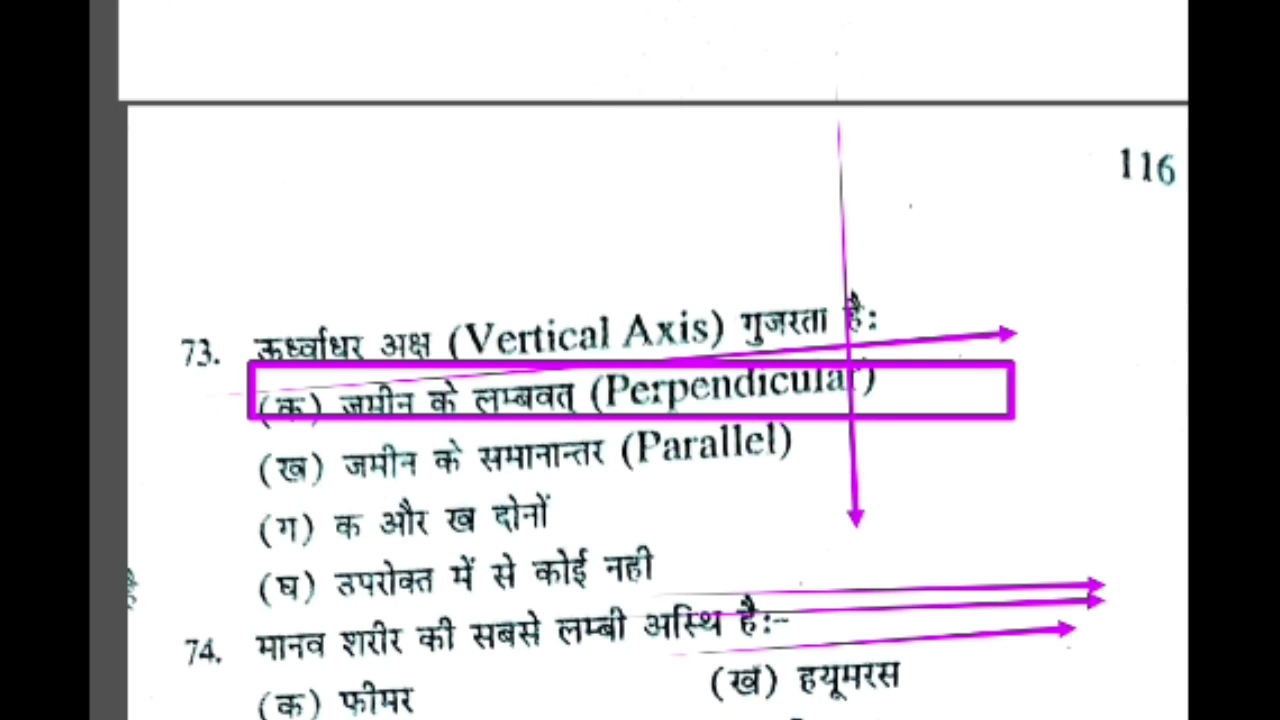 116
73. ऊर्ध्वाधर अक्ष (Vertical Axis) गुजरता है:
(क) जमीन के लम्बवत् (Perpendicular)
(ख) जमीन के समानान्तर (Parallel)
(ग) क और ख दोनों
(घ) उपरोक्त में से कोई नही
74. मानव शरीर की सबसे लम्बी अस्थि है:–
(क) फीमर (ख) हयूमरस